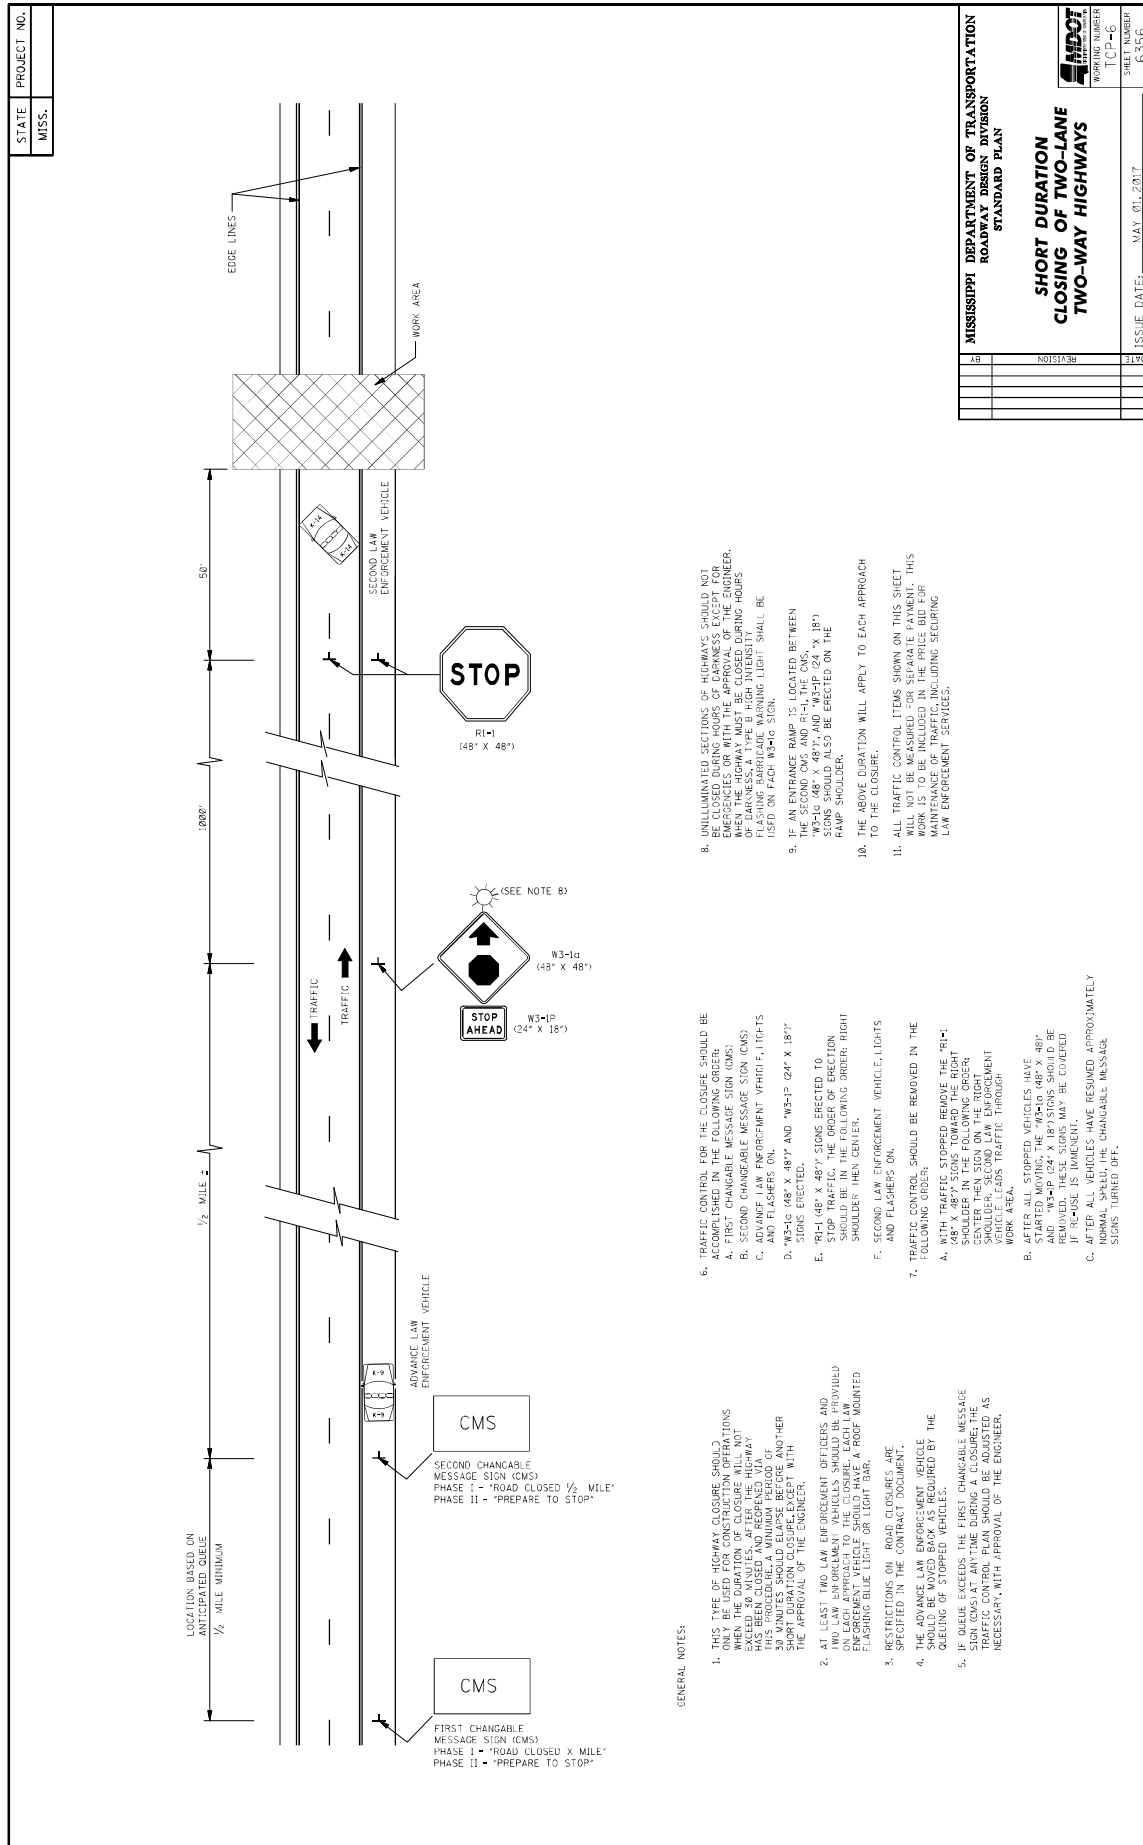 STATE PROJECT NO.
MISS.
EDGE LINES
WORK AREA
50'
SECOND LAW
ENFORCEMENT VEHICLE
K-14
K-14
STOP
R1-1
(48" X 48")
1000'
(SEE NOTE 8)
W3-1a
(48" X 48")
STOP
AHEAD
W3-1P
(24" X 18")
TRAFFIC
TRAFFIC
1/2 MILE ±
ADVANCE LAW
ENFORCEMENT VEHICLE
K-9
K-9
CMS
SECOND CHANGABLE
MESSAGE SIGN (CMS)
PHASE I - "ROAD CLOSED 1/2 MILE"
PHASE II - "PREPARE TO STOP"
LOCATION BASED ON
ANTICIPATED QUEUE
1/2 MILE MINIMUM
CMS
FIRST CHANGABLE
MESSAGE SIGN (CMS)
PHASE I - "ROAD CLOSED X MILE"
PHASE II - "PREPARE TO STOP"
GENERAL NOTES:
1. THIS TYPE OF HIGHWAY CLOSURE SHOULD
ONLY BE USED FOR CONSTRUCTION OPERATIONS
WHEN THE DURATION OF CLOSURE WILL NOT
EXCEED 30 MINUTES. AFTER THE HIGHWAY
HAS BEEN CLOSED AND REOPENED VIA
THIS PROCEDURE, A MINIMUM PERIOD OF
30 MINUTES SHOULD ELAPSE BEFORE ANOTHER
SHORT DURATION CLOSURE, EXCEPT WITH
THE APPROVAL OF THE ENGINEER.
2. AT LEAST TWO LAW ENFORCEMENT OFFICERS AND
TWO LAW ENFORCEMENT VEHICLES SHOULD BE PROVIDED
ON EACH APPROACH TO THE CLOSURE. EACH LAW
ENFORCEMENT VEHICLE SHOULD HAVE A ROOF MOUNTED
FLASHING BLUE LIGHT OR LIGHT BAR.
3. RESTRICTIONS ON ROAD CLOSURES ARE
SPECIFIED IN THE CONTRACT DOCUMENT.
4. THE ADVANCE LAW ENFORCEMENT VEHICLE
SHOULD BE MOVED BACK AS REQUIRED BY THE
QUEUING OF STOPPED VEHICLES.
5. IF QUEUE EXCEEDS THE FIRST CHANGABLE MESSAGE
SIGN (CMS) AT ANYTIME DURING A CLOSURE; THE
TRAFFIC CONTROL PLAN SHOULD BE ADJUSTED AS
NECESSARY, WITH APPROVAL OF THE ENGINEER.
6. TRAFFIC CONTROL FOR THE CLOSURE SHOULD BE
ACCOMPLISHED IN THE FOLLOWING ORDER:
A. FIRST CHANGABLE MESSAGE SIGN (CMS)
B. SECOND CHANGEABLE MESSAGE SIGN (CMS)
C. ADVANCE LAW ENFORCEMENT VEHICLE, LIGHTS
AND FLASHERS ON.
D. "W3-1a (48" X 48")" AND "W3-1P (24" X 18")"
SIGNS ERECTED.
E. "R1-1 (48" X 48")" SIGNS ERECTED TO
STOP TRAFFIC. THE ORDER OF ERECTION
SHOULD BE IN THE FOLLOWING ORDER: RIGHT
SHOULDER THEN CENTER.
F. SECOND LAW ENFORCEMENT VEHICLE, LIGHTS
AND FLASHERS ON.
7. TRAFFIC CONTROL SHOULD BE REMOVED IN THE
FOLLOWING ORDER:
A. WITH TRAFFIC STOPPED REMOVE THE "R1-1
(48" X 48")" SIGNS TOWARD THE RIGHT
SHOULDER IN THE FOLLOWING ORDER:
CENTER THEN SIGN ON THE RIGHT
SHOULDER. SECOND LAW ENFORCEMENT
VEHICLE LEADS TRAFFIC THROUGH
WORK AREA.
B. AFTER ALL STOPPED VEHICLES HAVE
STARTED MOVING, THE "W3-1a (48" X 48)"
AND "W3-1P (24" X 18") SIGNS SHOULD BE
REMOVED. THESE SIGNS MAY BE COVERED
IF RE-USE IS IMMENENT.
C. AFTER ALL VEHICLES HAVE RESUMED APPROXIMATELY
NORMAL SPEED, THE CHANGABLE MESSAGE
SIGNS TURNED OFF.
8. UNILLUMINATED SECTIONS OF HIGHWAYS SHOULD NOT
BE CLOSED DURING HOURS OF DARKNESS EXCEPT FOR
EMERGENCIES OR WITH THE APPROVAL OF THE ENGINEER.
WHEN THE HIGHWAY MUST BE CLOSED DURING HOURS
OF DARKNESS, A TYPE B HIGH INTENSITY
FLASHING BARRICADE WARNING LIGHT SHALL BE
USED ON EACH W3-1a SIGN.
9. IF AN ENTRANCE RAMP IS LOCATED BETWEEN
THE SECOND CMS AND R1-1, THE CMS,
"W3-1a (48" X 48")", AND "W3-1P (24 "X 18")
SIGNS SHOULD ALSO BE ERECTED ON THE
RAMP SHOULDER.
10. THE ABOVE DURATION WILL APPLY TO EACH APPROACH
TO THE CLOSURE.
11. ALL TRAFFIC CONTROL ITEMS SHOWN ON THIS SHEET
WILL NOT BE MEASURED FOR SEPARATE PAYMENT. THIS
WORK IS TO BE INCLUDED IN THE PRICE BID FOR
MAINTENANCE OF TRAFFIC, INCLUDING SECURING
LAW ENFORCEMENT SERVICES.
BY
REVISION
DATE
MISSISSIPPI DEPARTMENT OF TRANSPORTATION
ROADWAY DESIGN DIVISION
STANDARD PLAN
SHORT DURATION
CLOSING OF TWO-LANE
TWO-WAY HIGHWAYS
ISSUE DATE: MAY 01, 2017
MDOT
WORKING NUMBER
TCP-6
SHEET NUMBER
6356